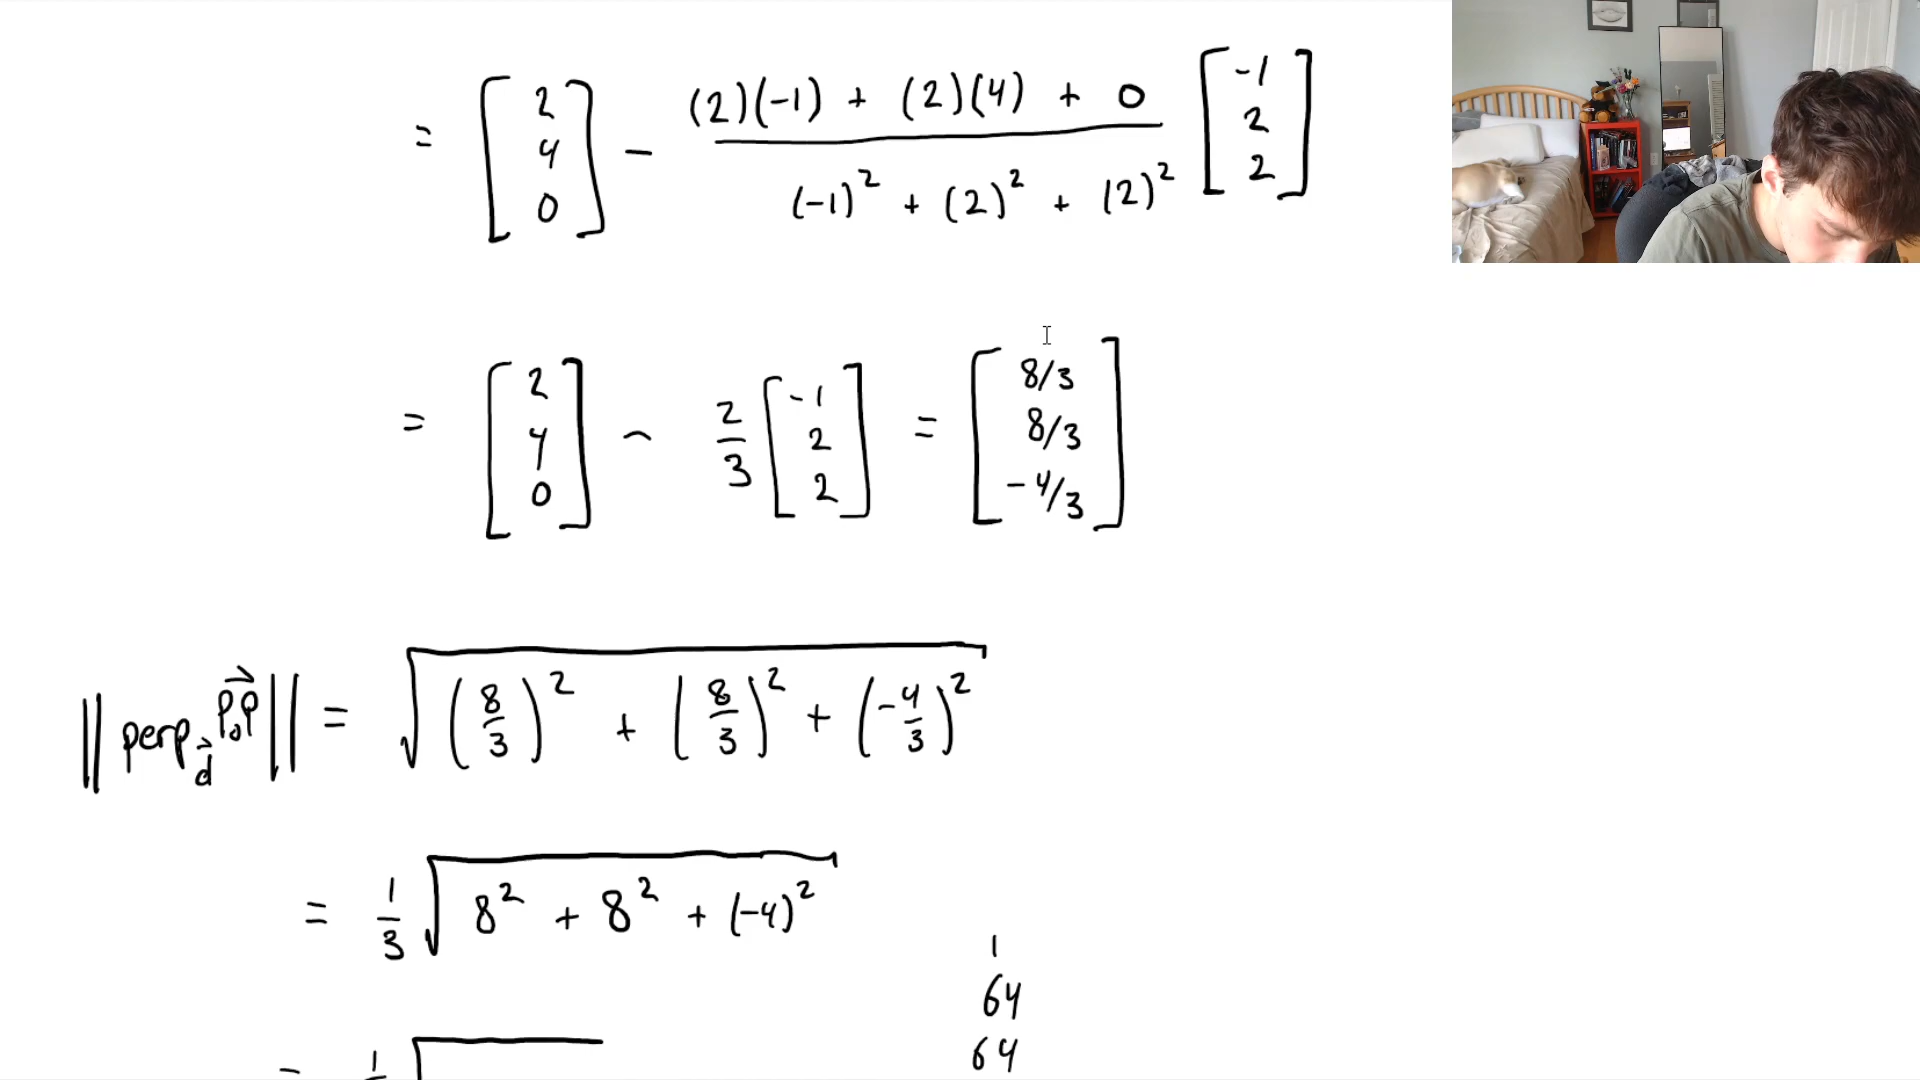 = [2 4 0] - ((2)(-1) + (2)(4) + 0) / ((-1)² + (2)² + (2)²) [-1 2 2]
= [2 4 0] - 2/3 [-1 2 2] = [8/3 8/3 -4/3]
||perp_d⃗ P₀P⃗|| = √((8/3)² + (8/3)² + (-4/3)²)
= 1/3 √(8² + 8² + (-4)²)
1
64
64